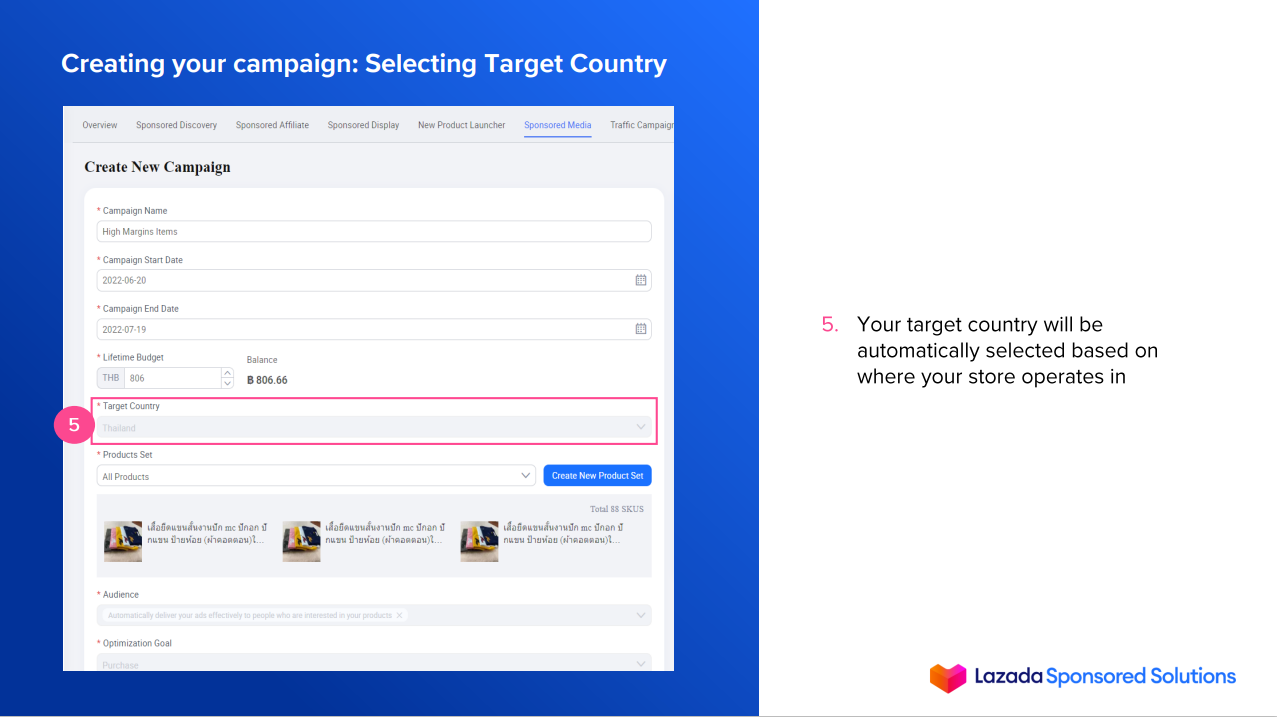 Creating your campaign: Selecting Target Country
Overview Sponsored Discovery Sponsored Affiliate Sponsored Display New Product Launcher Sponsored Media Traffic Campaign
Create New Campaign
* Campaign Name
High Margins Items
* Campaign Start Date
2022-06-20
* Campaign End Date
2022-07-19
* Lifetime Budget Balance
THB 806 ฿ 806.66
* Target Country
5
Thailand
* Products Set
All Products Create New Product Set
Total 88 SKUS
เสื้อยืดแขนสั้นงานปัก mc ปักอก ปั เสื้อยืดแขนสั้นงานปัก mc ปักอก ปั เสื้อยืดแขนสั้นงานปัก mc ปักอก ปั
กแขน ป้ายห้อย (ผ้าคอตตอน)ใ... กแขน ป้ายห้อย (ผ้าคอตตอน)ใ... กแขน ป้ายห้อย (ผ้าคอตตอน)ใ...
* Audience
Automatically deliver your ads effectively to people who are interested in your products ×
* Optimization Goal
Purchase
5. Your target country will be
automatically selected based on
where your store operates in
Lazada Sponsored Solutions